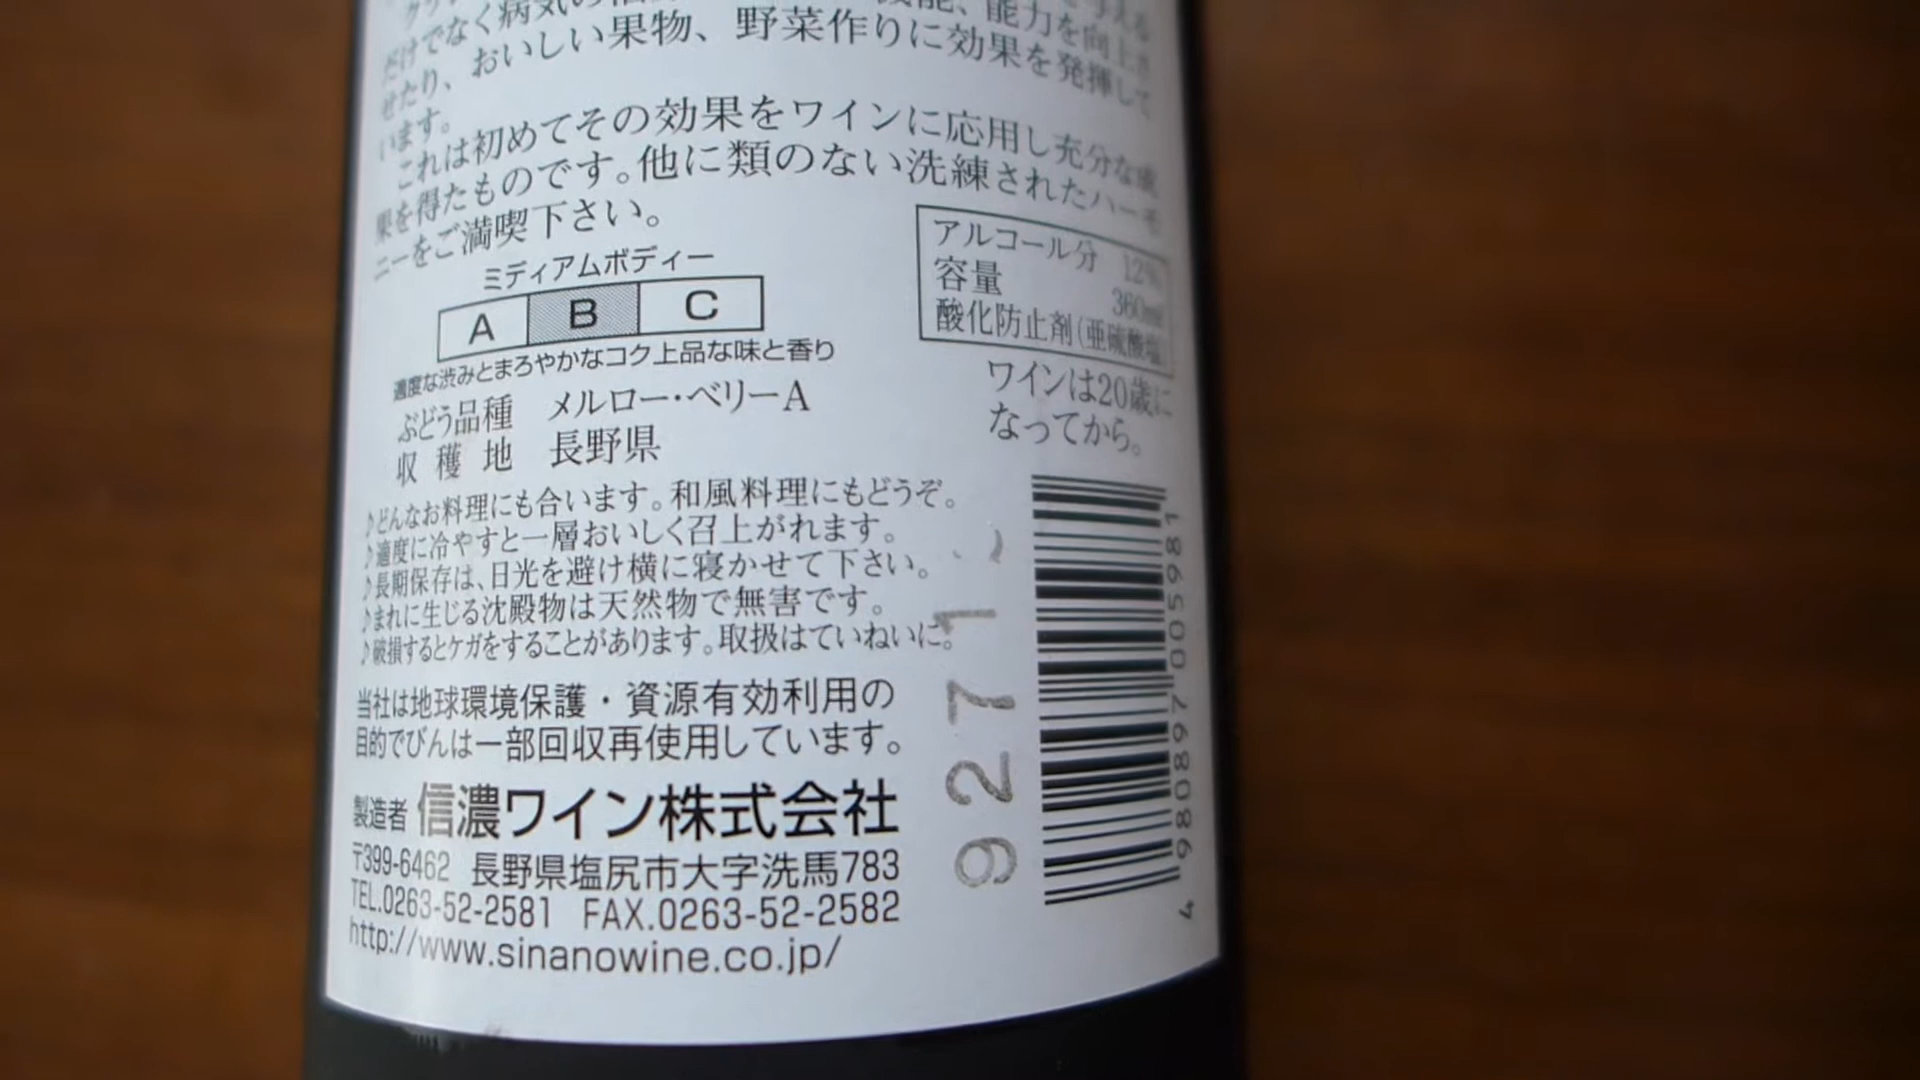 だけでなく病気の
能力を向上さ
せたり、おいしい果物、野菜作りに効果を発揮して
います。
これは初めてその効果をワインに応用し充分な成
果を得たものです。他に類のない洗練されたハーモ
ニーをご満喫下さい。
ミディアムボディー
A B C
適度な渋みとまろやかなコク上品な味と香り
ぶどう品種 メルロー・ベリーA
収穫地 長野県
アルコール分 12%
容量 360ml
酸化防止剤(亜硫酸塩)
ワインは20歳に
なってから。
♪どんなお料理にも合います。和風料理にもどうぞ。
♪適度に冷やすと一層おいしく召上がれます。
♪長期保存は、日光を避け横に寝かせて下さい。
♪まれに生じる沈殿物は天然物で無害です。
♪破損するとケガをすることがあります。取扱はていねいに。
当社は地球環境保護・資源有効利用の
目的でびんは一部回収再使用しています。
製造者 信濃ワイン株式会社
〒399-6462 長野県塩尻市大字洗馬783
TEL.0263-52-2581 FAX.0263-52-2582
http://www.sinanowine.co.jp/
9271